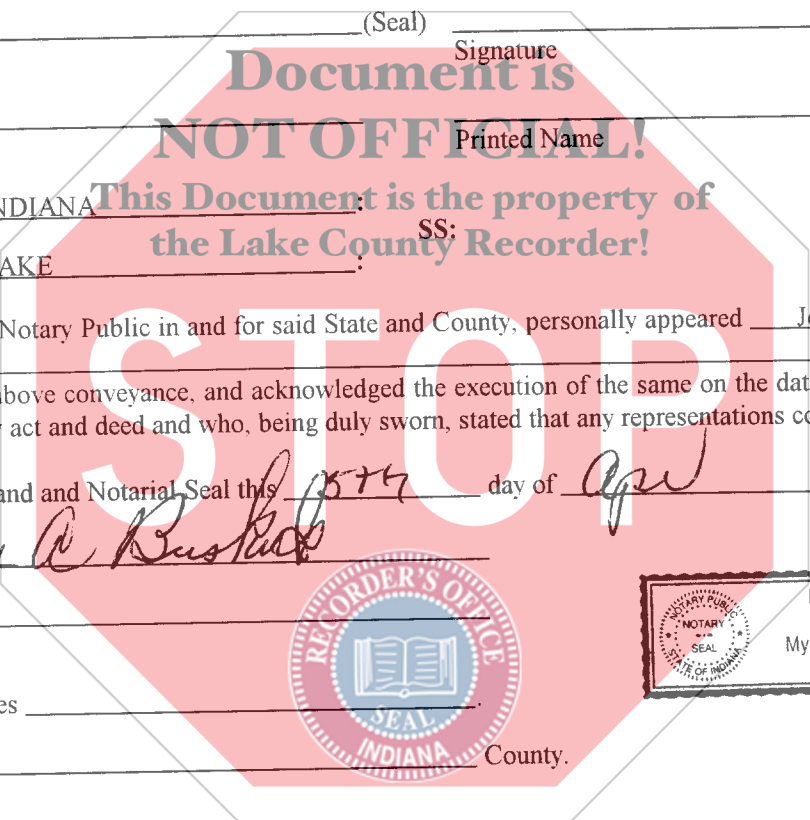 (Seal)
Signature
Document is
NOT OFFICIAL!
Printed Name
This Document is the property of
the Lake County Recorder!
NDIANA :
SS:
AKE :
Notary Public in and for said State and County, personally appeared
STOP
above conveyance, and acknowledged the execution of the same on the dat
act and deed and who, being duly sworn, stated that any representations co
and and Notarial Seal this 15th day of April
A Buskirk
RECORDER'S OFFICE
SEAL
INDIANA
NOTARY PUBLIC
NOTARY
SEAL
STATE OF INDIANA
My
es
County.